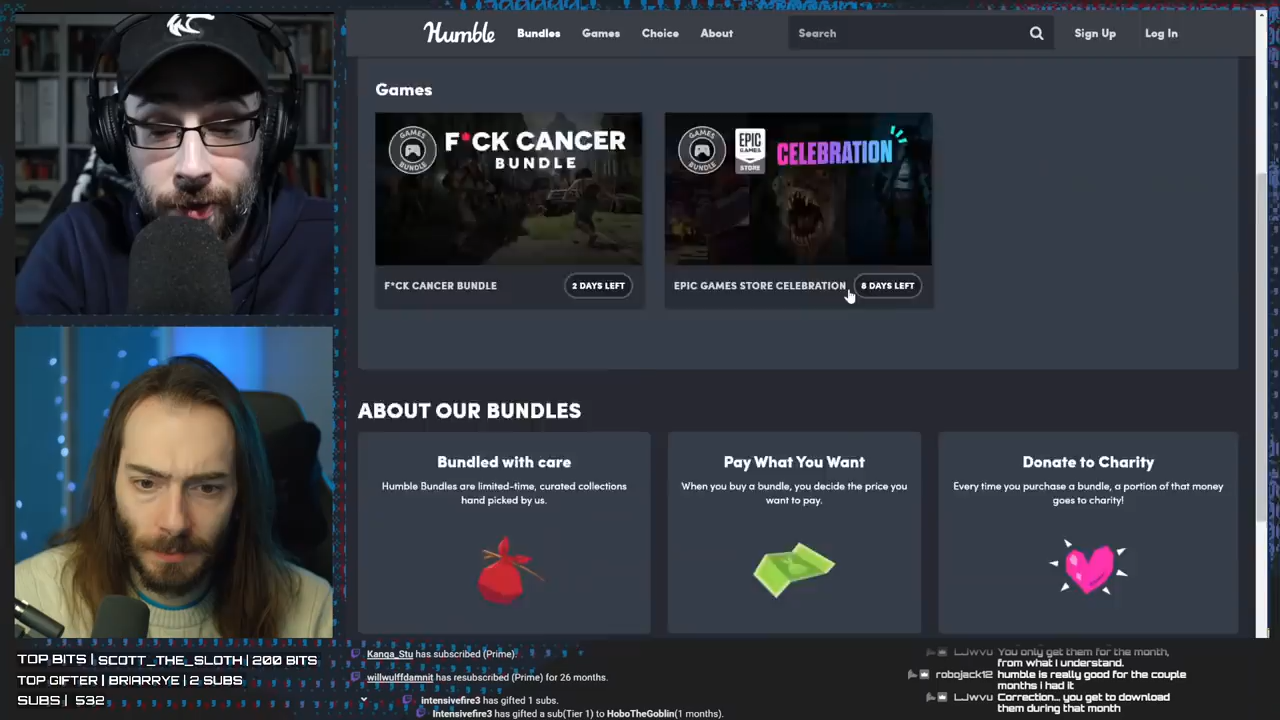 Humble
Bundles
Games
Choice
About
Search
Sign Up
Log In
Games
GAMES
BUNDLE
F*CK CANCER
BUNDLE
GAMES
BUNDLE
EPIC
GAMES
STORE
CELEBRATION
F*CK CANCER BUNDLE
2 DAYS LEFT
EPIC GAMES STORE CELEBRATION
8 DAYS LEFT
ABOUT OUR BUNDLES
Bundled with care
Humble Bundles are limited-time, curated collections
hand picked by us.
Pay What You Want
When you buy a bundle, you decide the price you
want to pay.
Donate to Charity
Every time you purchase a bundle, a portion of that money
goes to charity!
TOP BITS | SCOTT_THE_SLOTH | 200 BITS
TOP GIFTER | BRIARRYE | 2 SUBS
SUBS | 532
Kanga_Stu has subscribed (Prime).
willwulffdamnit has resubscribed (Prime) for 26 months.
intensivefire3 has gifted 1 subs.
Intensivefire3 has gifted a sub(Tier 1) to HoboTheGoblin(1 months).
You only get them for the month,
from what I understand.
robojack12 humble is really good for the couple
months I had it
Correction... you get to download
them during that month